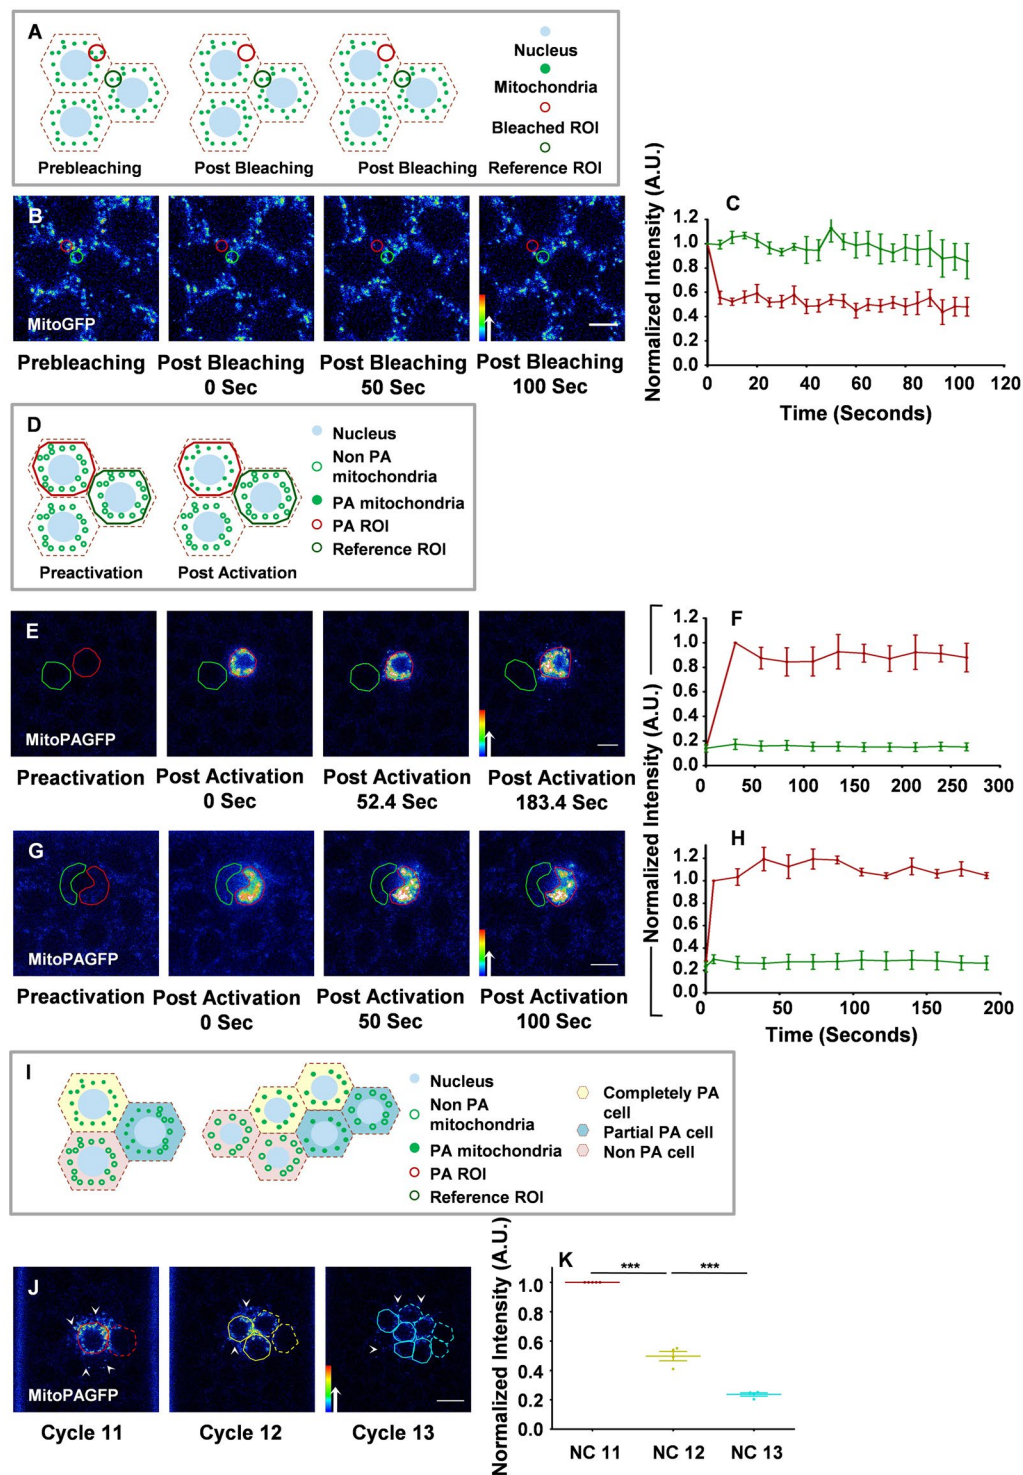 A
Nucleus
Mitochondria
Bleached ROI
Reference ROI
Prebleaching
Post Bleaching
Post Bleaching
B
MitoGFP
Prebleaching
Post Bleaching
0 Sec
Post Bleaching
50 Sec
Post Bleaching
100 Sec
C
Normalized Intensity (A.U.)
1.2
1.0
0.8
0.6
0.4
0.2
0.0
0 20 40 60 80 100 120
Time (Seconds)
D
Nucleus
Non PA
mitochondria
PA mitochondria
PA ROI
Reference ROI
Preactivation
Post Activation
E
MitoPAGFP
Preactivation
Post Activation
0 Sec
Post Activation
52.4 Sec
Post Activation
183.4 Sec
F
1.2
1.0
0.8
0.6
0.4
0.2
0.0
0 50 100 150 200 250 300
Normalized Intensity (A.U.)
G
MitoPAGFP
Preactivation
Post Activation
0 Sec
Post Activation
50 Sec
Post Activation
100 Sec
H
1.2
1.0
0.8
0.6
0.4
0.2
0.0
0 50 100 150 200
Time (Seconds)
I
Nucleus
Non PA
mitochondria
PA mitochondria
PA ROI
Reference ROI
Completely PA
cell
Partial PA cell
Non PA cell
J
MitoPAGFP
Cycle 11
Cycle 12
Cycle 13
K
Normalized Intensity (A.U.)
*** ***
1.0
0.8
0.6
0.4
0.2
0.0
NC 11 NC 12 NC 13